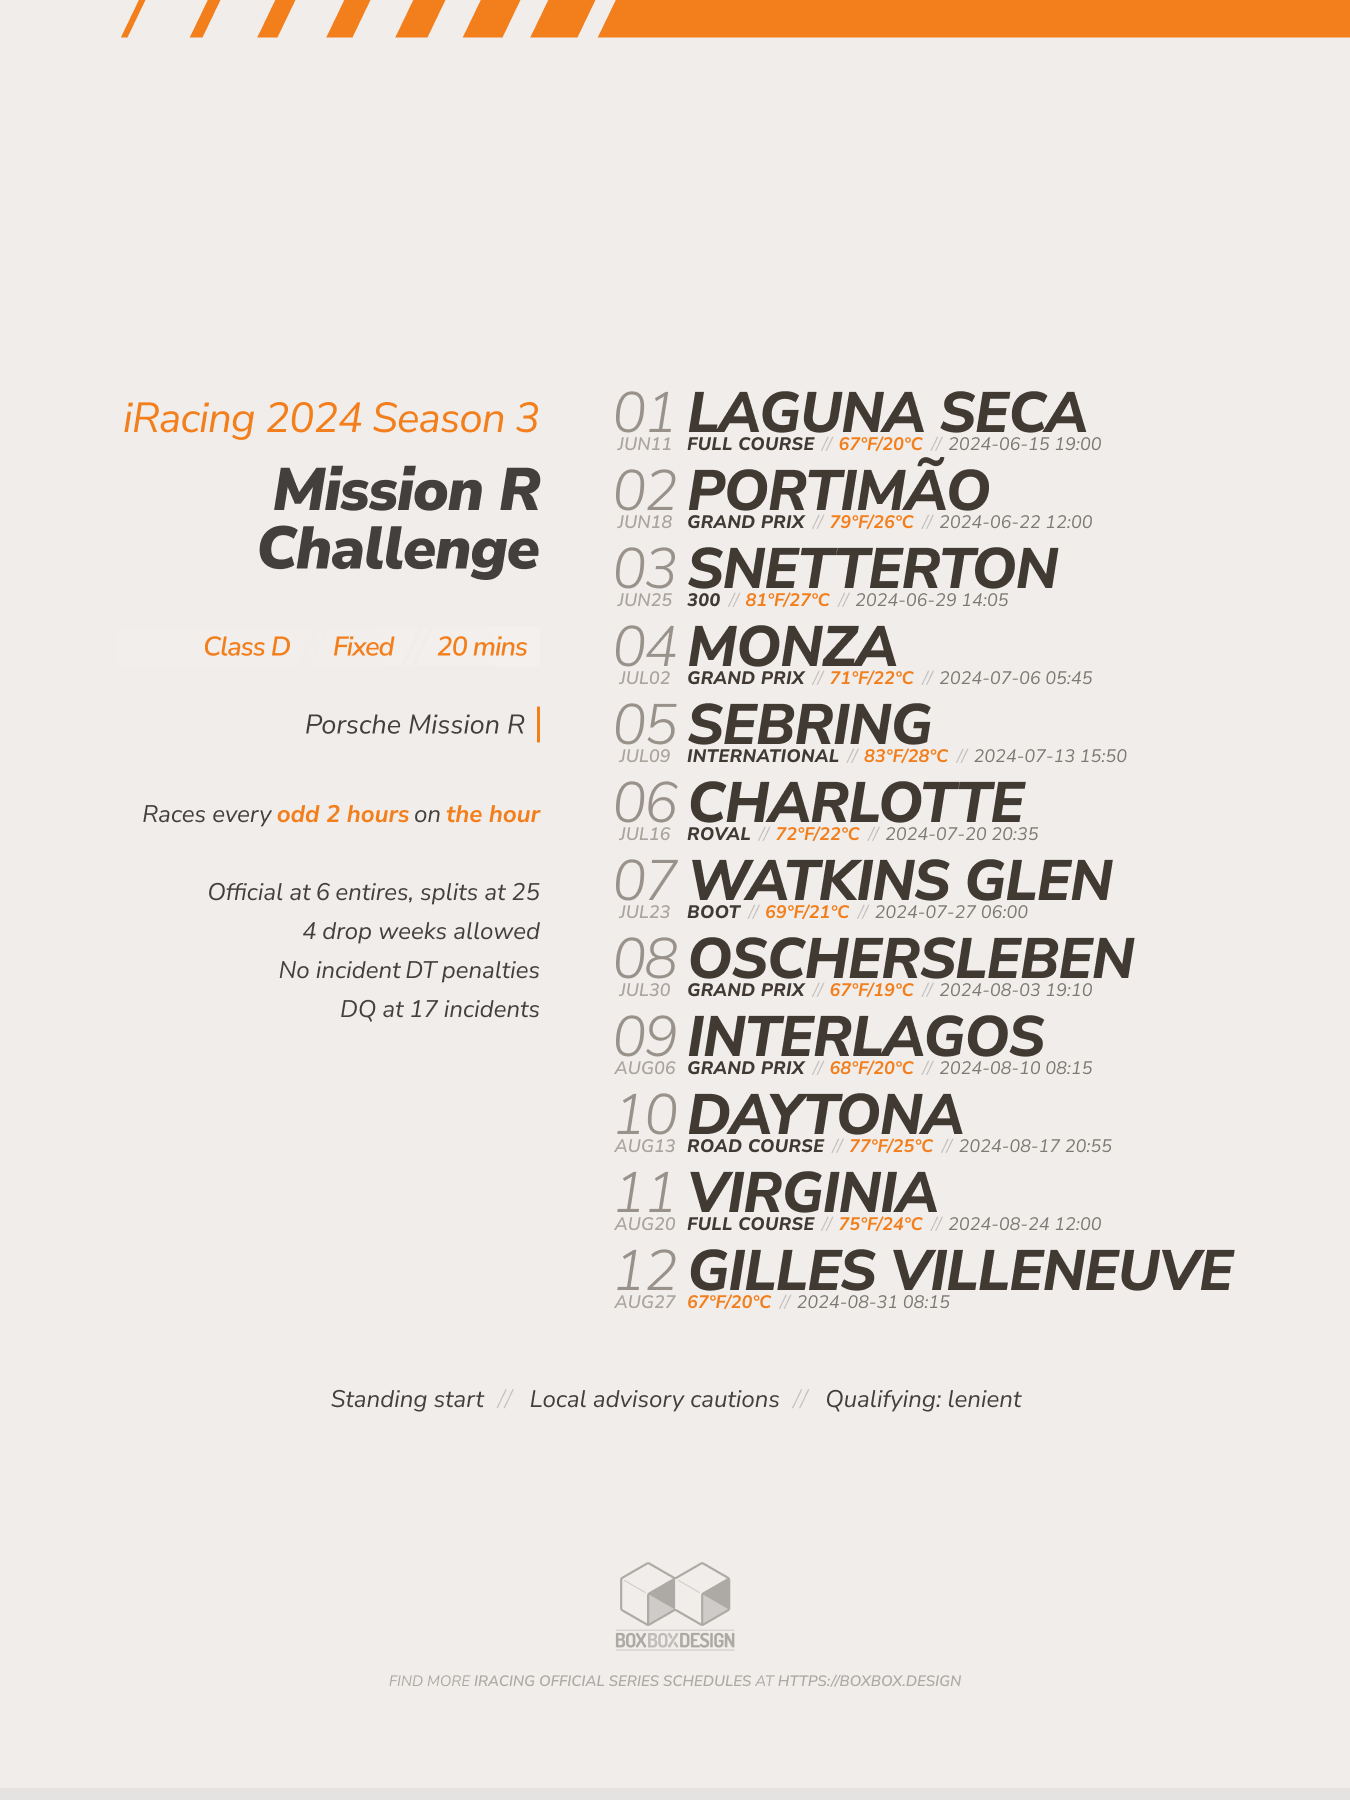 iRacing 2024 Season 3
Mission R
Challenge
Class D Fixed // 20 mins
Porsche Mission R
Races every odd 2 hours on the hour
Official at 6 entires, splits at 25
4 drop weeks allowed
No incident DT penalties
DQ at 17 incidents
01 LAGUNA SECA
JUN11 FULL COURSE // 67°F/20°C // 2024-06-15 19:00
02 PORTIMÃO
JUN18 GRAND PRIX // 79°F/26°C // 2024-06-22 12:00
03 SNETTERTON
JUN25 300 // 81°F/27°C // 2024-06-29 14:05
04 MONZA
JUL02 GRAND PRIX // 71°F/22°C // 2024-07-06 05:45
05 SEBRING
JUL09 INTERNATIONAL // 83°F/28°C // 2024-07-13 15:50
06 CHARLOTTE
JUL16 ROVAL // 72°F/22°C // 2024-07-20 20:35
07 WATKINS GLEN
JUL23 BOOT // 69°F/21°C // 2024-07-27 06:00
08 OSCHERSLEBEN
JUL30 GRAND PRIX // 67°F/19°C // 2024-08-03 19:10
09 INTERLAGOS
AUG06 GRAND PRIX // 68°F/20°C // 2024-08-10 08:15
10 DAYTONA
AUG13 ROAD COURSE // 77°F/25°C // 2024-08-17 20:55
11 VIRGINIA
AUG20 FULL COURSE // 75°F/24°C // 2024-08-24 12:00
12 GILLES VILLENEUVE
AUG27 67°F/20°C // 2024-08-31 08:15
Standing start // Local advisory cautions // Qualifying: lenient
BOXBOXDESIGN
FIND MORE IRACING OFFICIAL SERIES SCHEDULES AT HTTPS://BOXBOX.DESIGN